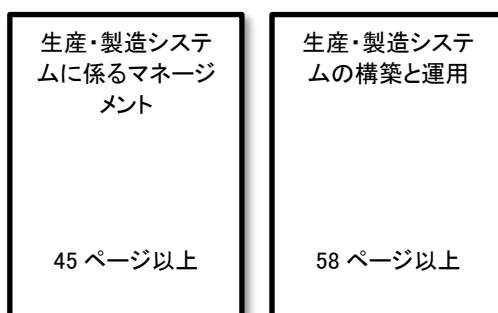 生産・製造システ
ムに係るマネージ
メント
45 ページ以上
生産・製造システ
ムの構築と運用
58 ページ以上